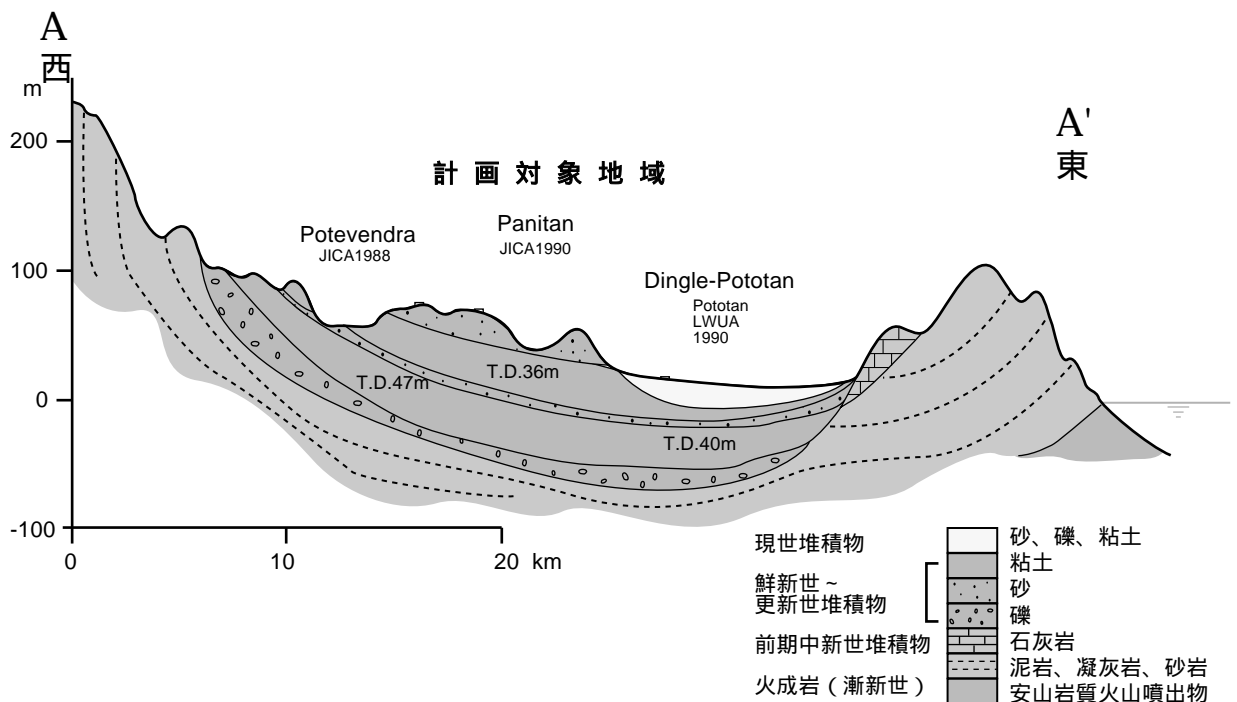 A
西
m
200
100
0
-100
0
10
20 km
A'
東
計画対象地域
Potevendra
JICA1988
Panitan
JICA1990
Dingle-Pototan
Pototan
LWUA
1990
T.D.47m
T.D.36m
T.D.40m
現世堆積物
鮮新世~
更新世堆積物
前期中新世堆積物
火成岩(漸新世)
砂、礫、粘土
粘土
砂
礫
石灰岩
泥岩、凝灰岩、砂岩
安山岩質火山噴出物